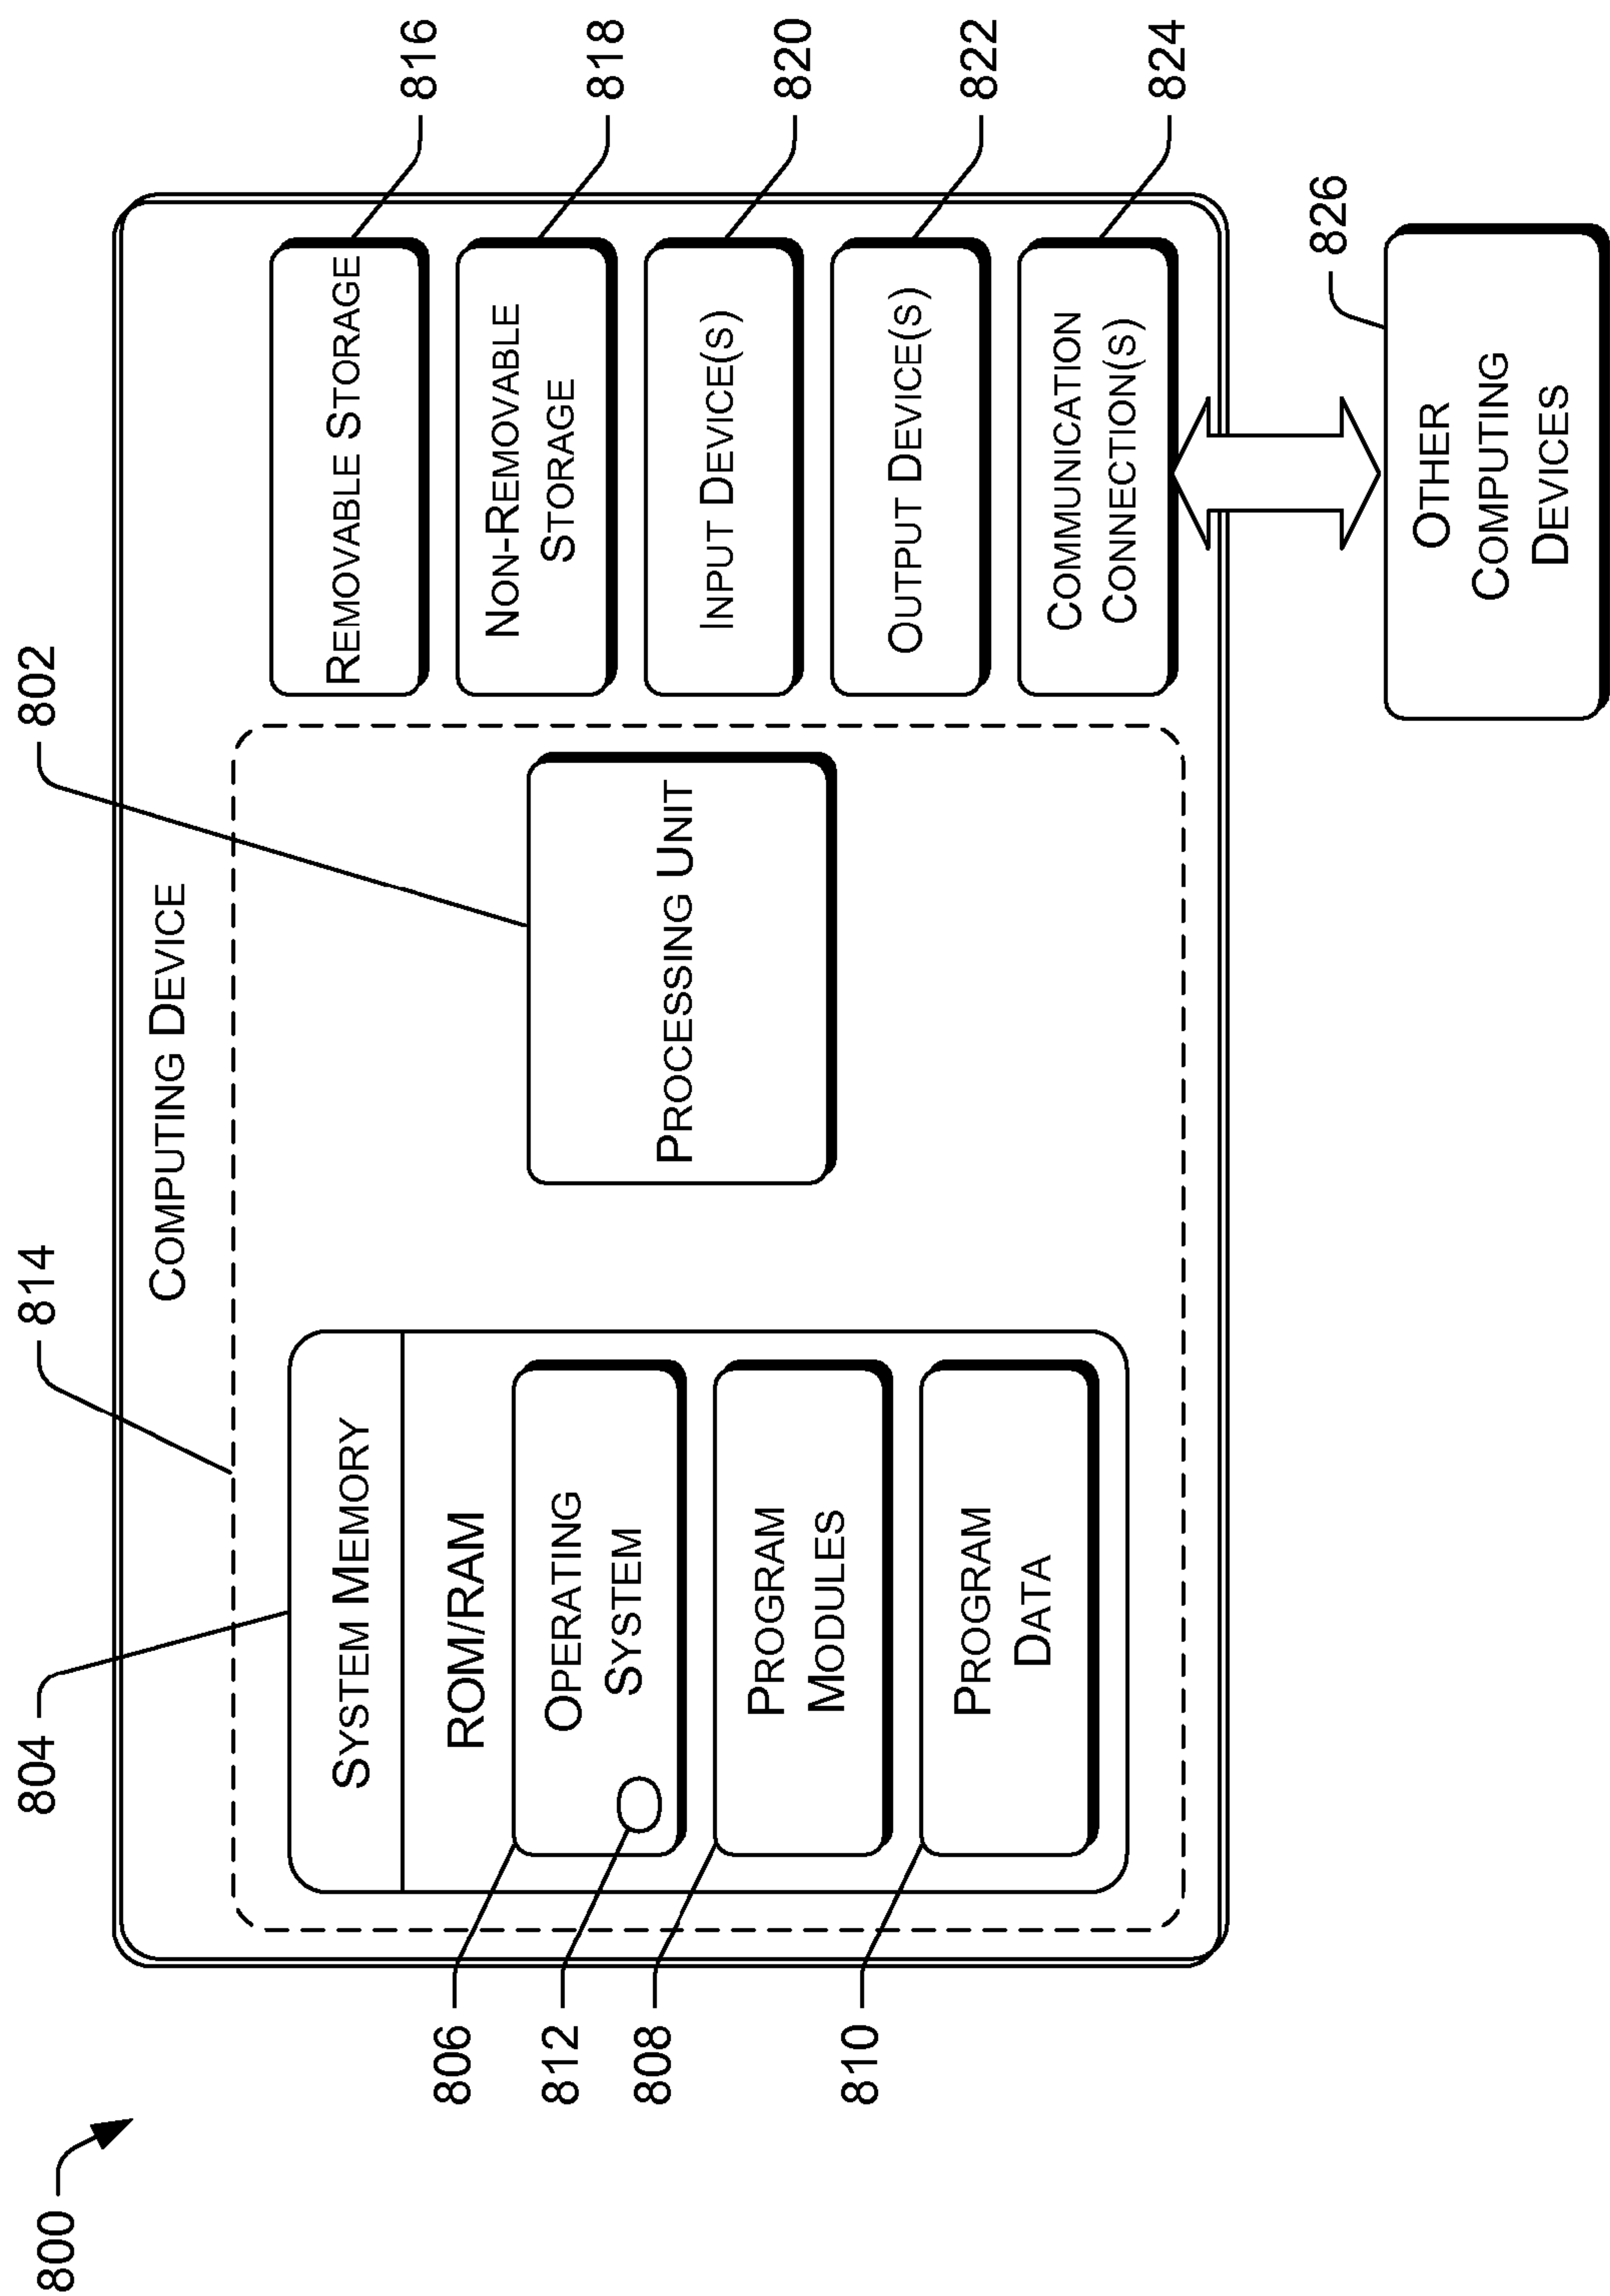 800
COMPUTING DEVICE
804
814
802
SYSTEM MEMORY
ROM/RAM
806
OPERATING
SYSTEM
812
808
PROGRAM
MODULES
810
PROGRAM
DATA
PROCESSING UNIT
REMOVABLE STORAGE
816
NON-REMOVABLE
STORAGE
818
INPUT DEVICE(S)
820
OUTPUT DEVICE(S)
822
COMMUNICATION
CONNECTION(S)
824
826
OTHER
COMPUTING
DEVICES